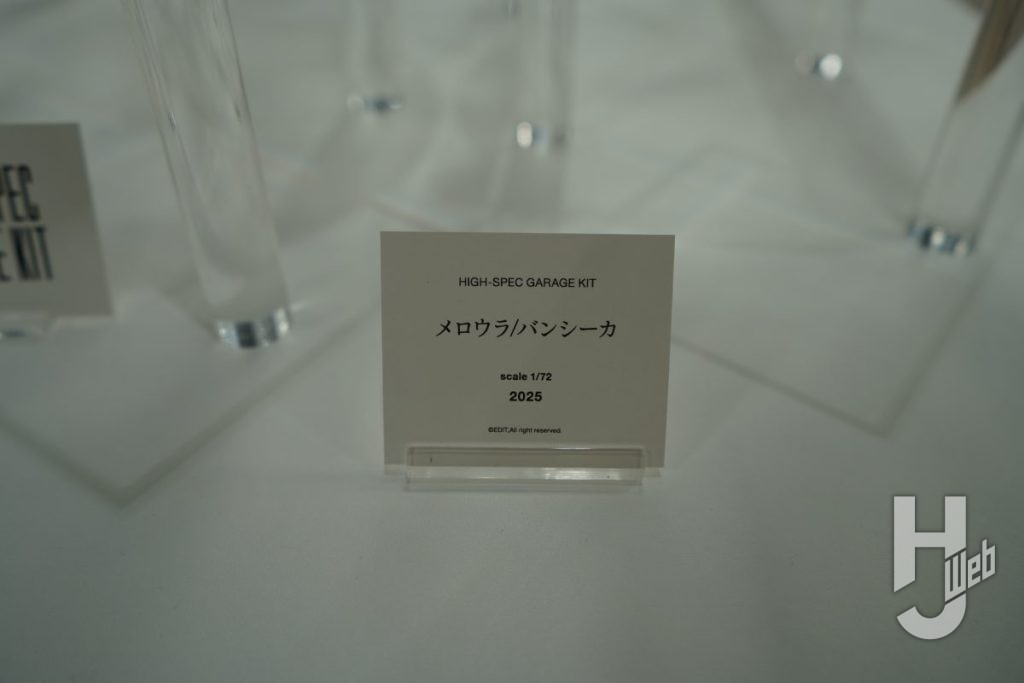 HIGH-SPEC GARAGE KIT
メロウラ/バンシーカ
scale 1/72
2025
©EDIT,All right reserved.
KIT
HJ Web